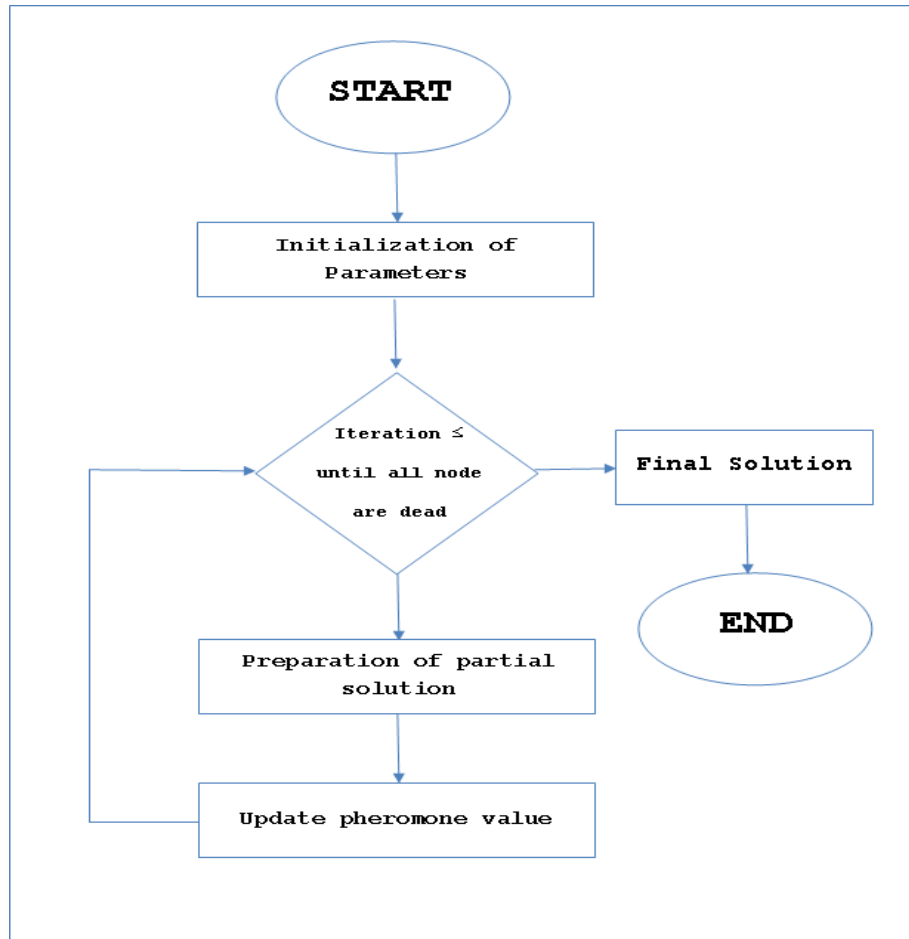 START
Initialization of
Parameters
Iteration ≤
until all node
are dead
Final Solution
END
Preparation of partial
solution
Update pheromone value